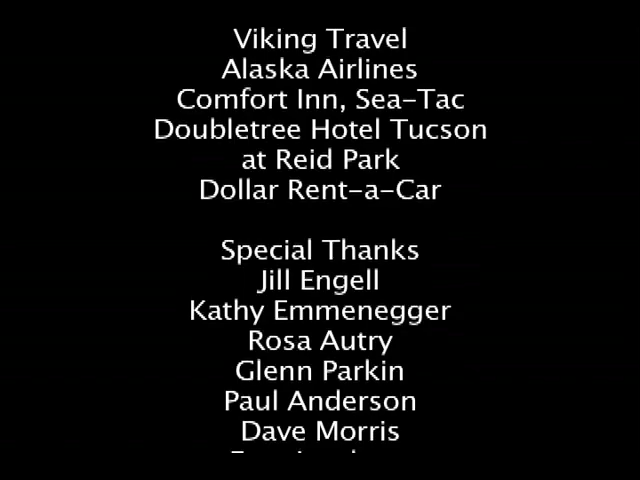 Viking Travel
Alaska Airlines
Comfort Inn, Sea-Tac
Doubletree Hotel Tucson
at Reid Park
Dollar Rent-a-Car
Special Thanks
Jill Engell
Kathy Emmenegger
Rosa Autry
Glenn Parkin
Paul Anderson
Dave Morris